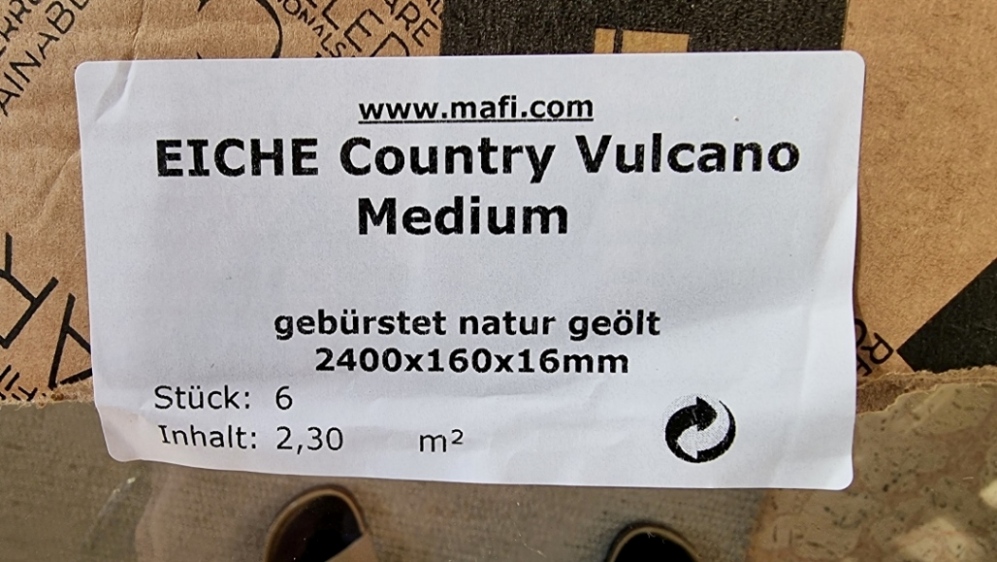 www.mafi.com
EICHE Country Vulcano
Medium
gebürstet natur geölt
2400x160x16mm
Stück: 6
Inhalt: 2,30 m²